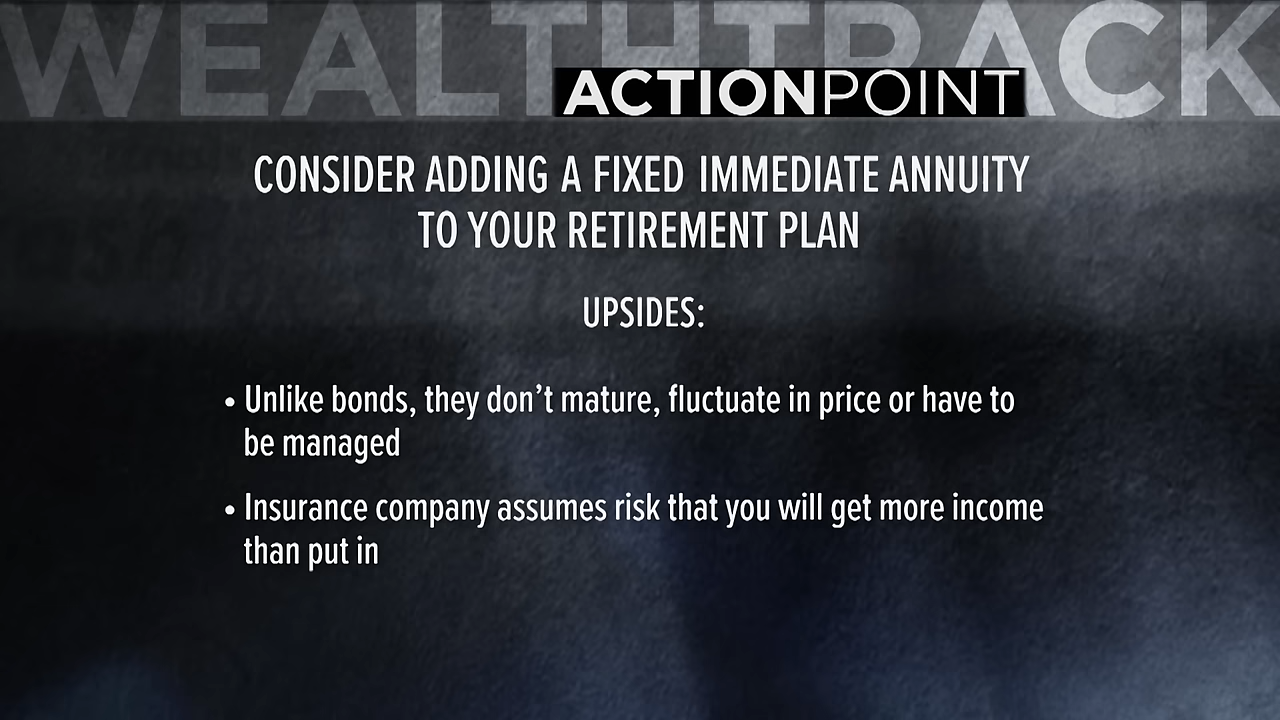 WEALTHTRACK
ACTIONPOINT
CONSIDER ADDING A FIXED IMMEDIATE ANNUITY
TO YOUR RETIREMENT PLAN
UPSIDES:
• Unlike bonds, they don’t mature, fluctuate in price or have to
be managed
• Insurance company assumes risk that you will get more income
than put in